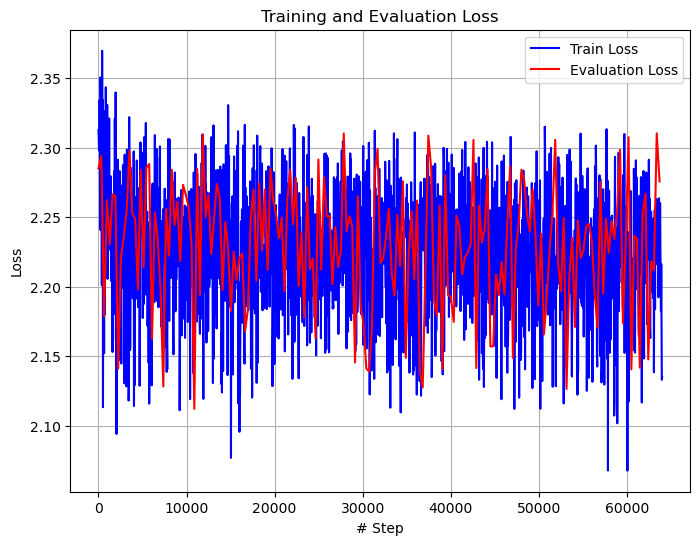 Training and Evaluation Loss
Train Loss
Evaluation Loss
2.35
2.30
2.25
2.20
2.15
2.10
Loss
0
10000
20000
30000
40000
50000
60000
# Step